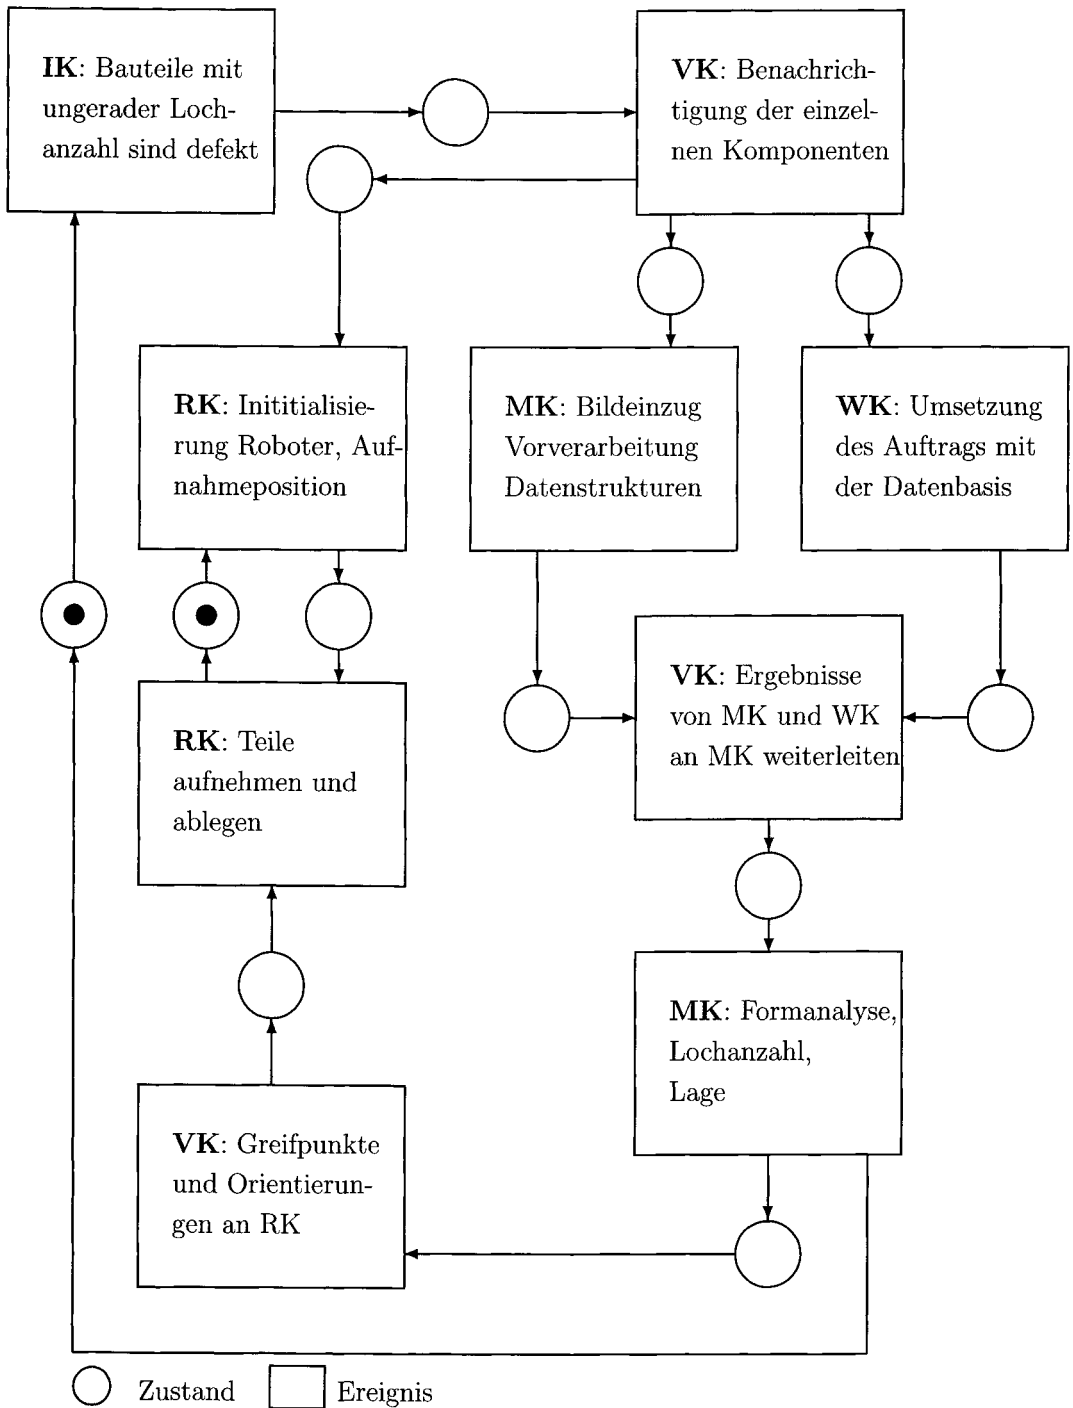 IK: Bauteile mit
ungerader Loch-
anzahl sind defekt
VK: Benachrich-
tigung der einzel-
nen Komponenten
RK: Inititialisie-
rung Roboter, Auf-
nahmeposition
MK: Bildeinzug
Vorverarbeitung
Datenstrukturen
WK: Umsetzung
des Auftrags mit
der Datenbasis
RK: Teile
aufnehmen und
ablegen
VK: Ergebnisse
von MK und WK
an MK weiterleiten
MK: Formanalyse,
Lochanzahl,
Lage
VK: Greifpunkte
und Orientierun-
gen an RK
Zustand
Ereignis